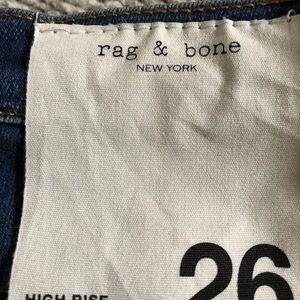 rag & bone
NEW YORK
26
HIGH RISE